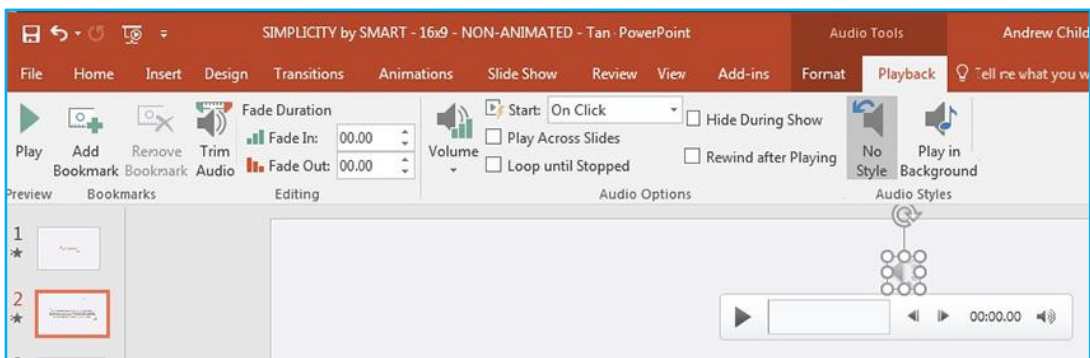 SIMPLICITY by SMART - 16x9 - NON-ANIMATED - Tan - PowerPoint Audio Tools Andrew Child
File Home Insert Design Transitions Animations Slide Show Review View Add-ins Format Playback Tell me what you w
Fade Duration Start: On Click Hide During Show
Fade In: 00.00 Play Across Slides
Play Add Remove Trim Volume No Play in
Bookmark Bookmark Audio Fade Out: 00.00 Loop until Stopped Rewind after Playing Style Background
Preview Bookmarks Editing Audio Options Audio Styles
1
2
00:00.00